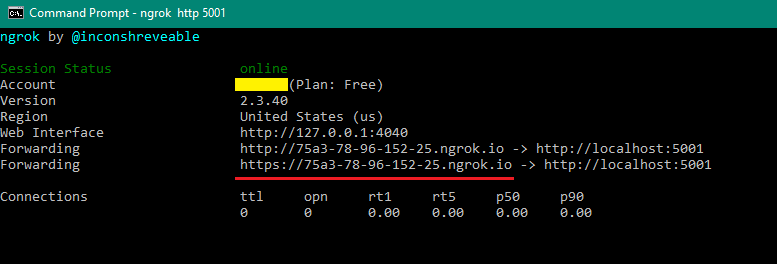 Command Prompt - ngrok http 5001
ngrok by @inconshreveable
Session Status online
Account (Plan: Free)
Version 2.3.40
Region United States (us)
Web Interface http://127.0.0.1:4040
Forwarding http://75a3-78-96-152-25.ngrok.io -> http://localhost:5001
Forwarding https://75a3-78-96-152-25.ngrok.io -> http://localhost:5001
Connections ttl opn rt1 rt5 p50 p90
0 0 0.00 0.00 0.00 0.00